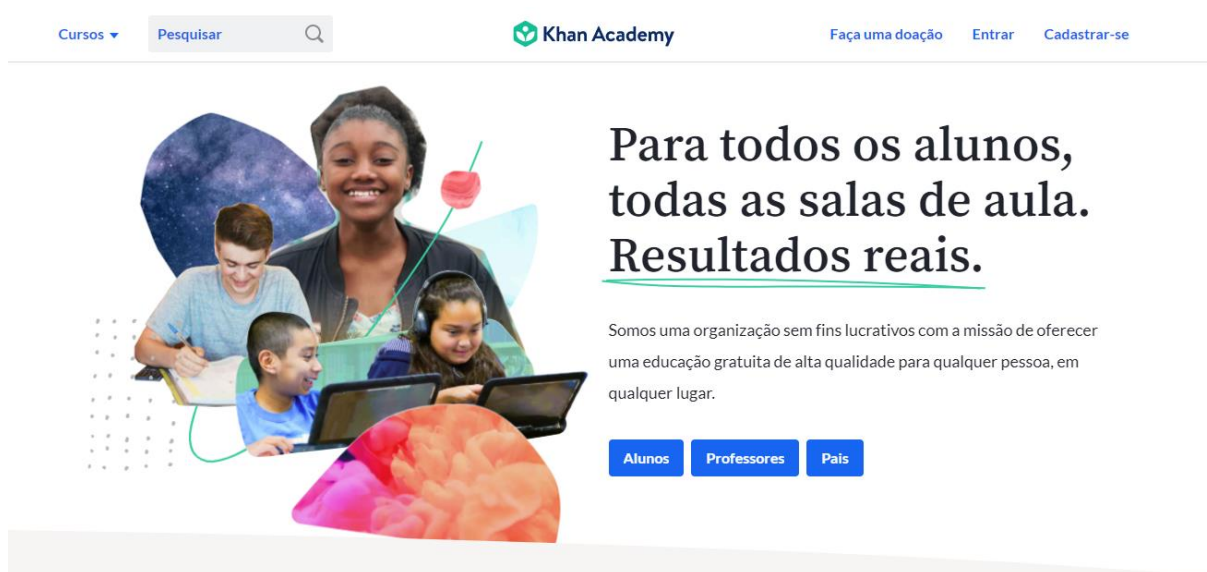 Cursos
Pesquisar
Khan Academy
Faça uma doação
Entrar
Cadastrar-se
Para todos os alunos,
todas as salas de aula.
Resultados reais.
Somos uma organização sem fins lucrativos com a missão de oferecer
uma educação gratuita de alta qualidade para qualquer pessoa, em
qualquer lugar.
Alunos
Professores
Pais